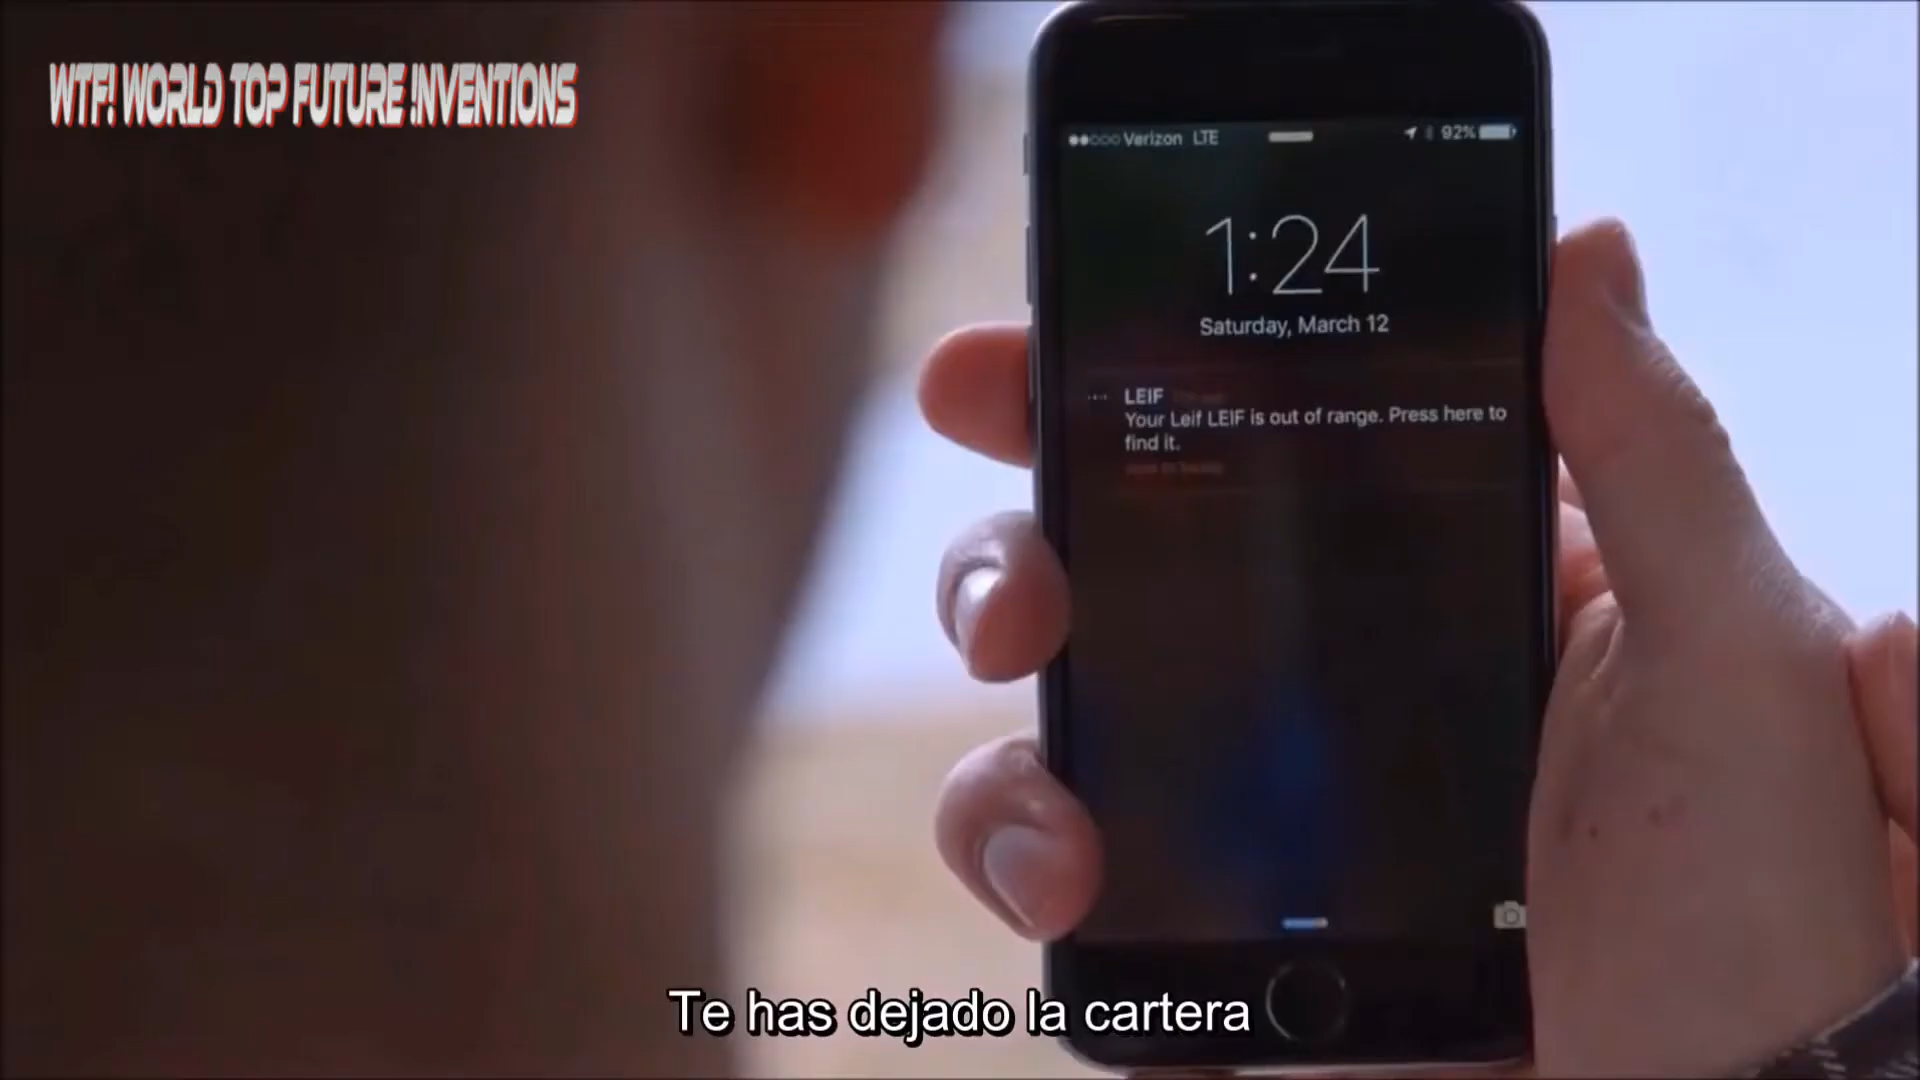 WTF! WORLD TOP FUTURE !NVENTIONS
Verizon LTE
92%
1:24
Saturday, March 12
LEIF
Your Leif LEIF is out of range. Press here to
find it.
Te has dejado la cartera